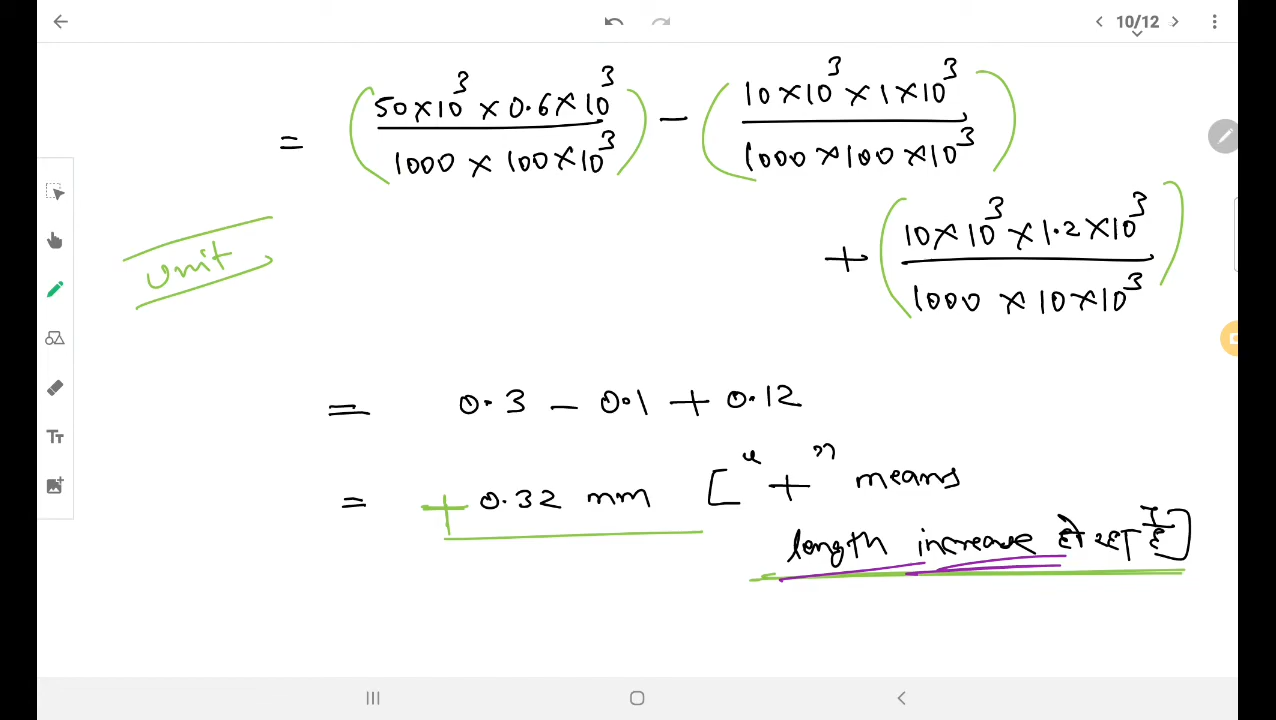 10/12
= (50×10³ × 0.6×10³ / 1000 × 100×10³) − (10×10³ × 1×10³ / 1000 × 100×10³)
+ (10×10³ × 1.2×10³ / 1000 × 10×10³)
Unit
= 0.3 − 0.1 + 0.12
= +0.32 mm [“+” means
length increase हो रहा है]
Tт